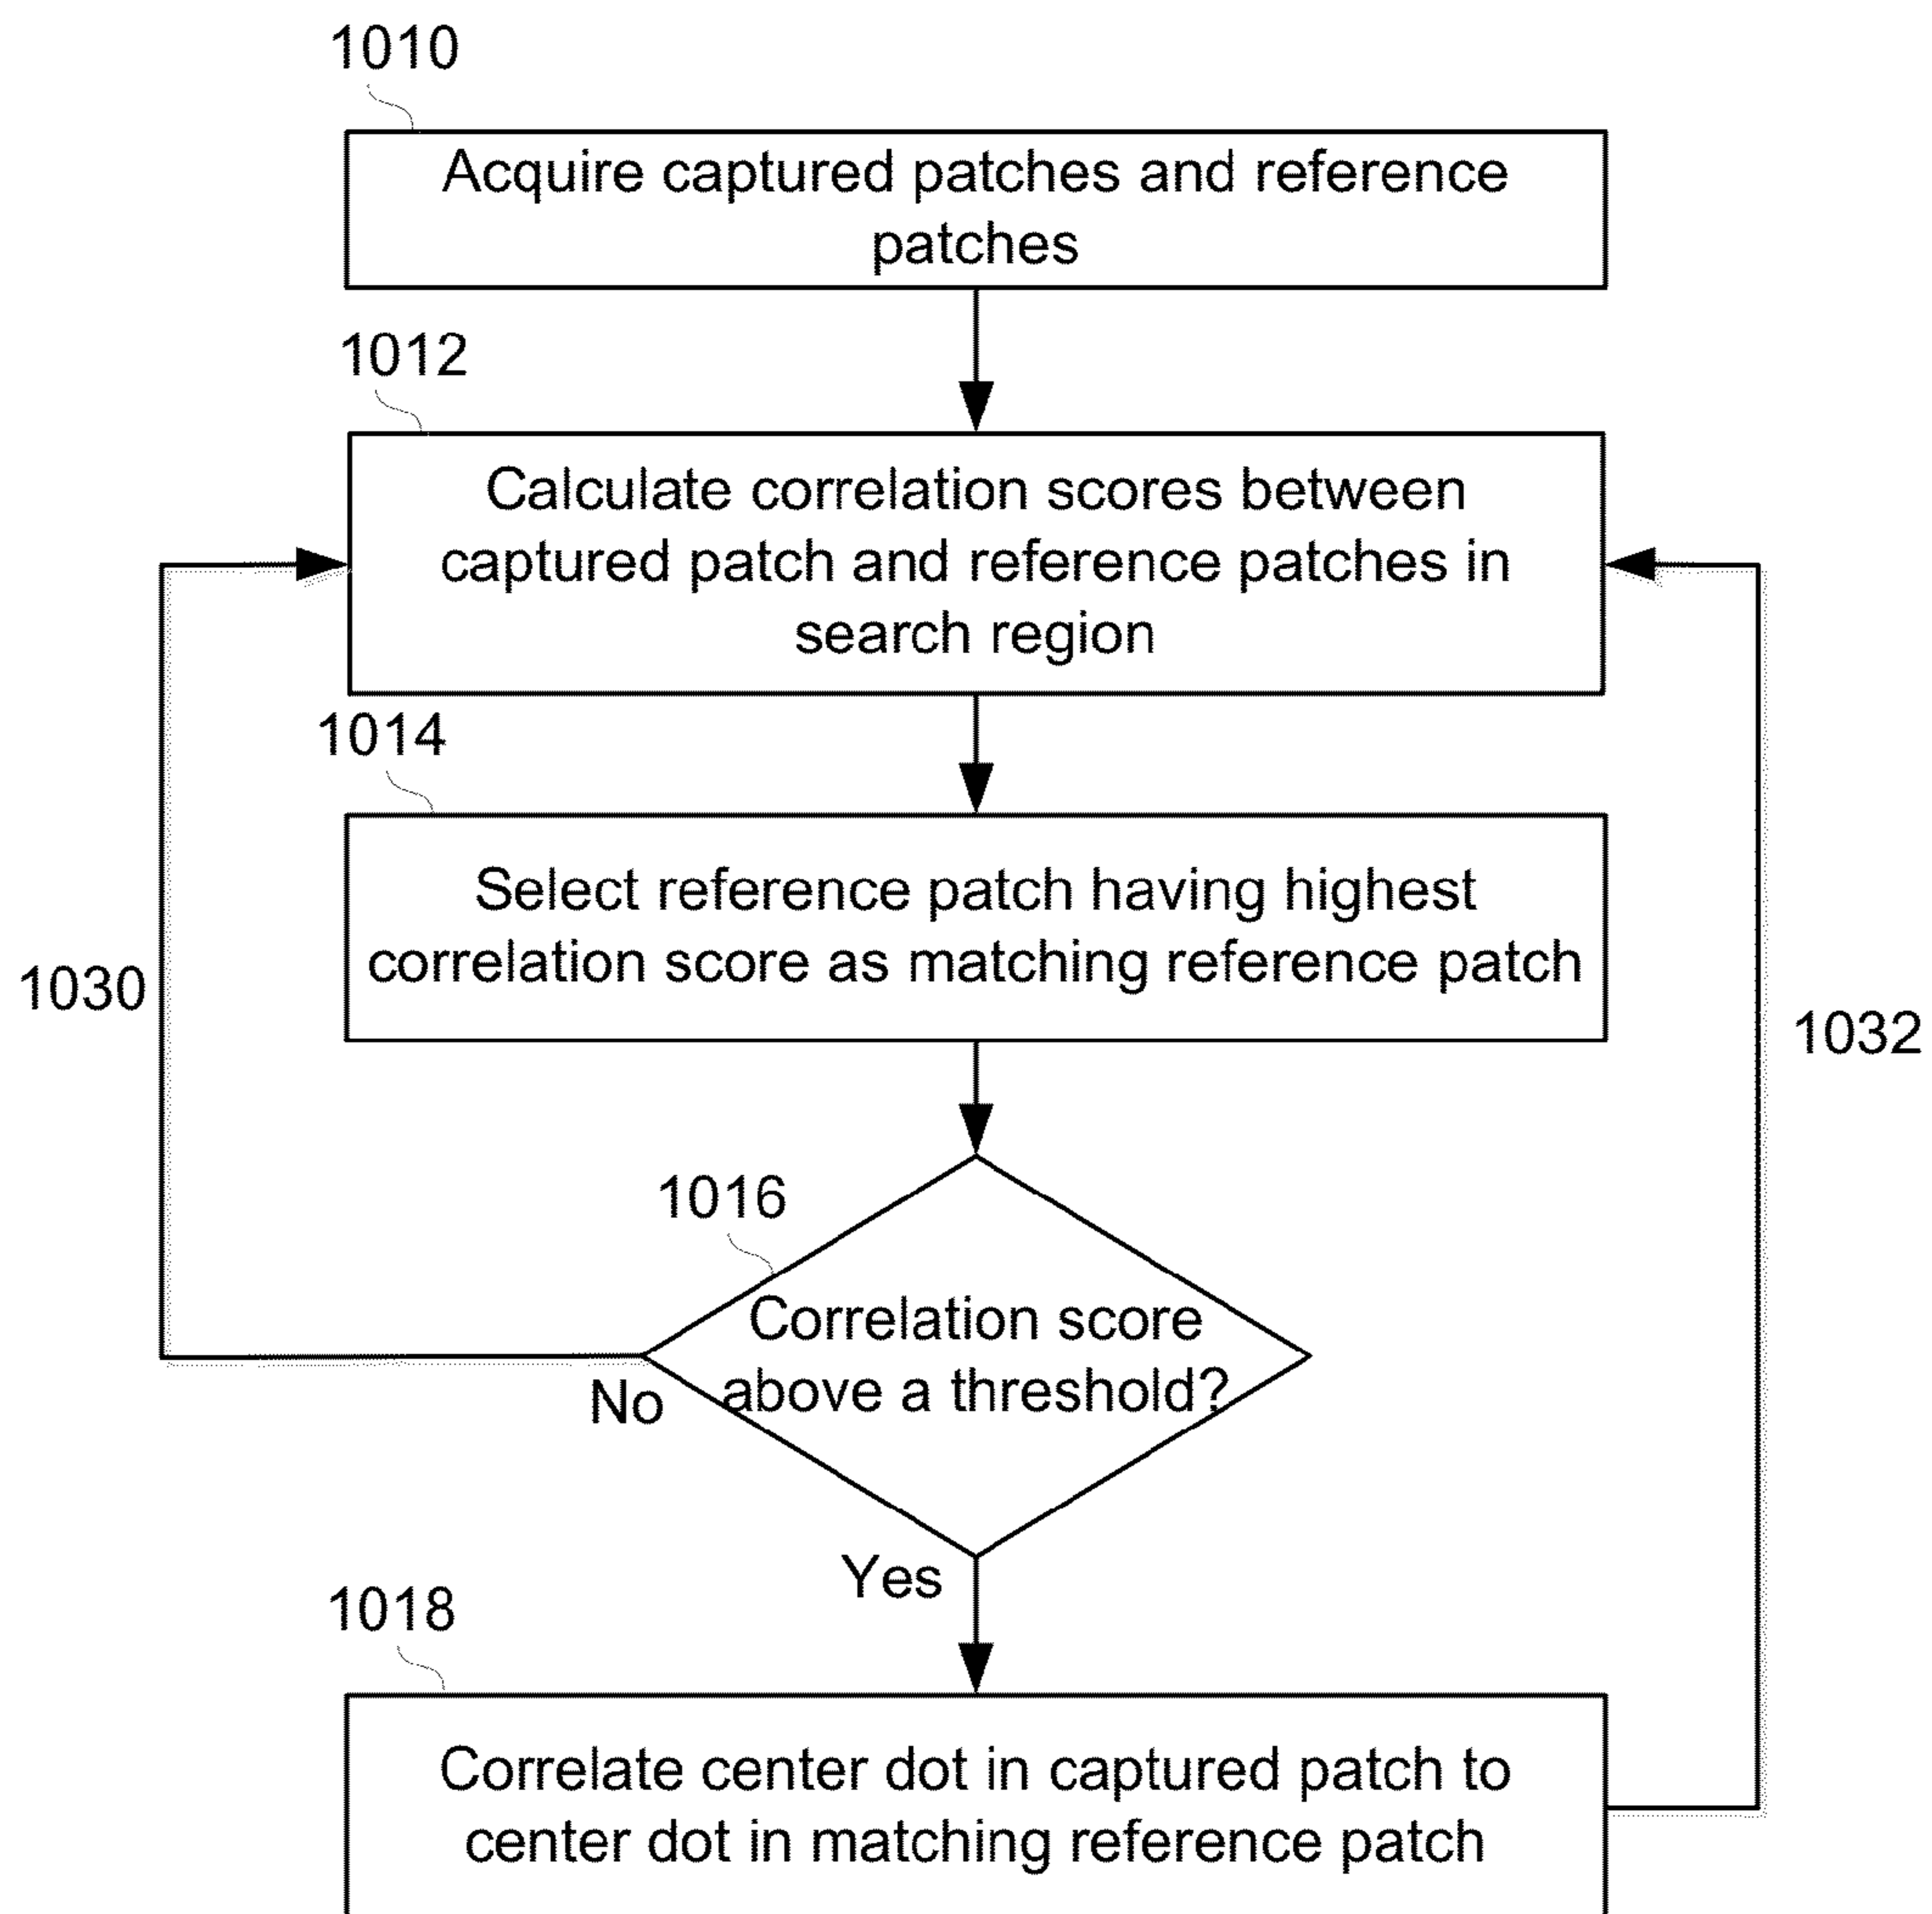 1010
Acquire captured patches and reference
patches
1012
Calculate correlation scores between
captured patch and reference patches in
search region
1014
Select reference patch having highest
correlation score as matching reference patch
1030
1032
1016
Correlation score
above a threshold?
No
Yes
1018
Correlate center dot in captured patch to
center dot in matching reference patch